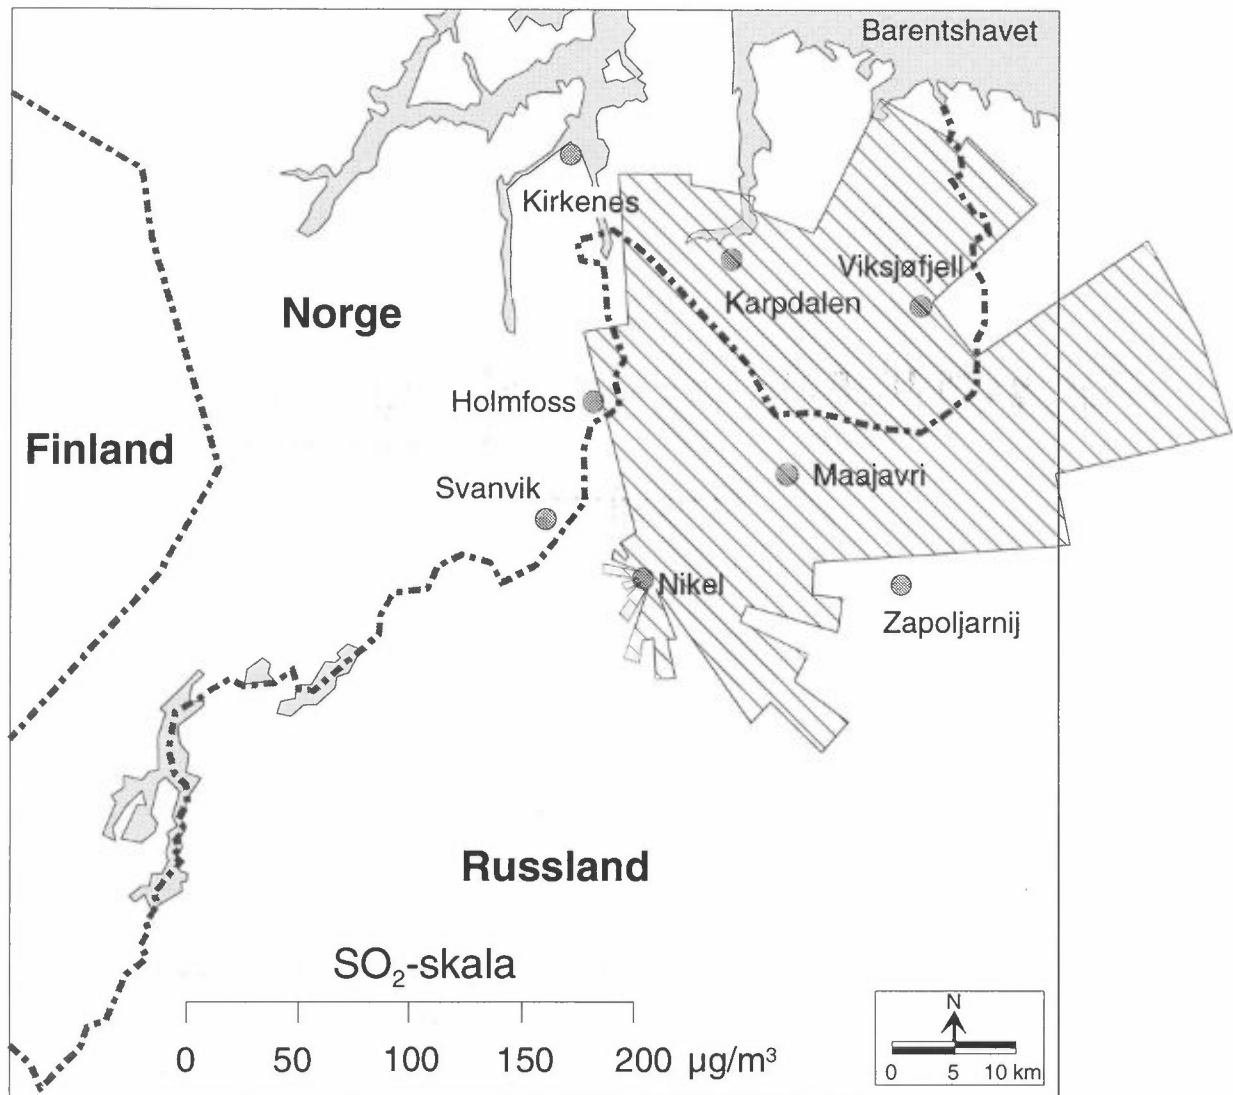 Barentshavet
Kirkenes
Norge
Viksjøfjell
Karpdalen
Holmfoss
Finland
Svanvik
Maajavri
Nikel
Zapoljarnij
Russland
SO₂-skala
0 50 100 150 200 µg/m³
N
0 5 10 km